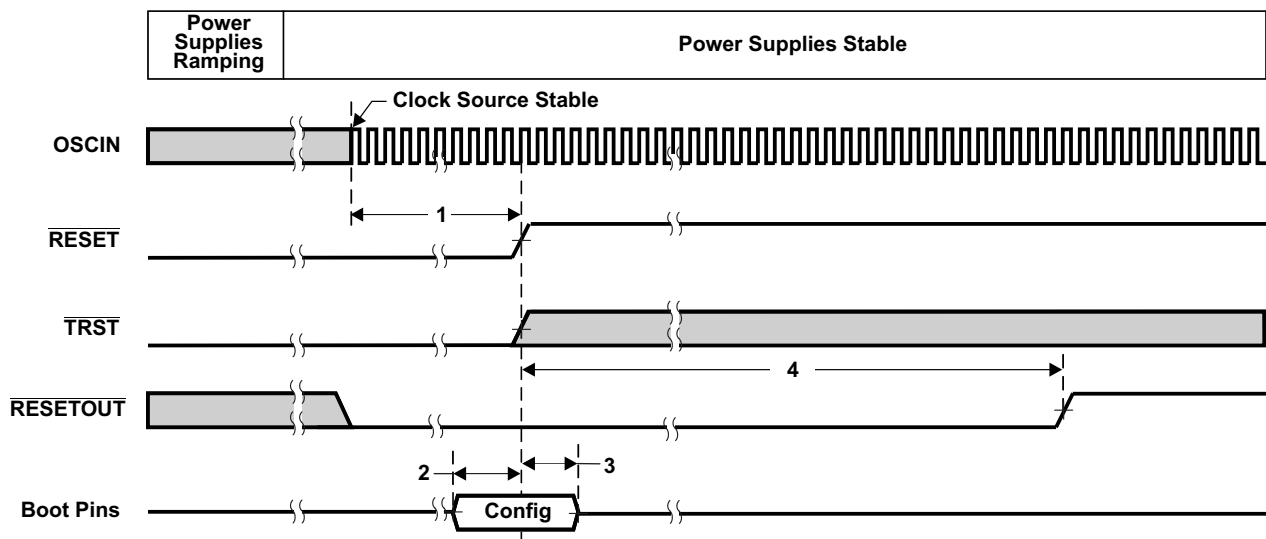 Power
Supplies
Ramping
Power Supplies Stable
Clock Source Stable
OSCIN
1
RESET
TRST
4
RESETOUT
2
3
Boot Pins
Config